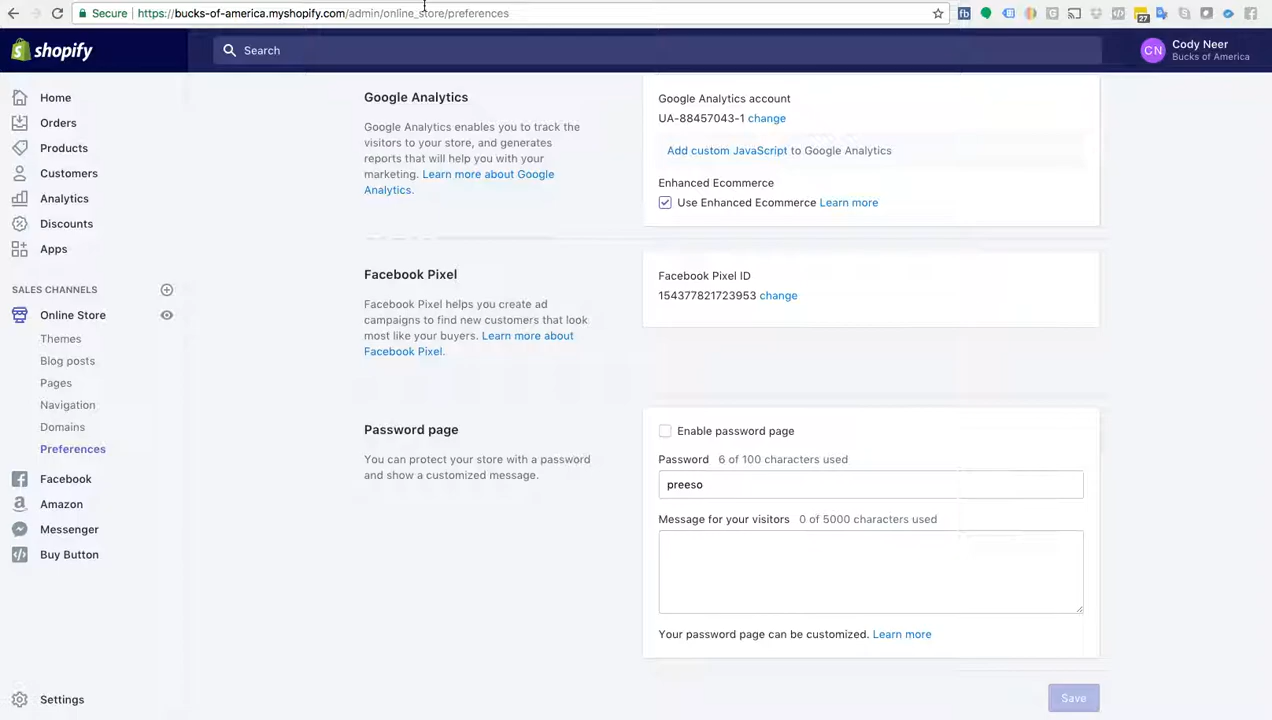 Secure https://bucks-of-america.myshopify.com/admin/online_store/preferences
27
shopify
Search
CN
Cody Neer
Bucks of America
Home
Orders
Products
Customers
Analytics
Discounts
Apps
SALES CHANNELS
Online Store
Themes
Blog posts
Pages
Navigation
Domains
Preferences
Facebook
Amazon
Messenger
Buy Button
Settings
Google Analytics
Google Analytics enables you to track the
visitors to your store, and generates
reports that will help you with your
marketing. Learn more about Google
Analytics.
Google Analytics account
UA-88457043-1 change
Add custom JavaScript to Google Analytics
Enhanced Ecommerce
Use Enhanced Ecommerce Learn more
Facebook Pixel
Facebook Pixel helps you create ad
campaigns to find new customers that look
most like your buyers. Learn more about
Facebook Pixel.
Facebook Pixel ID
154377821723953 change
Password page
You can protect your store with a password
and show a customized message.
Enable password page
Password 6 of 100 characters used
preeso
Message for your visitors 0 of 5000 characters used
Your password page can be customized. Learn more
Save